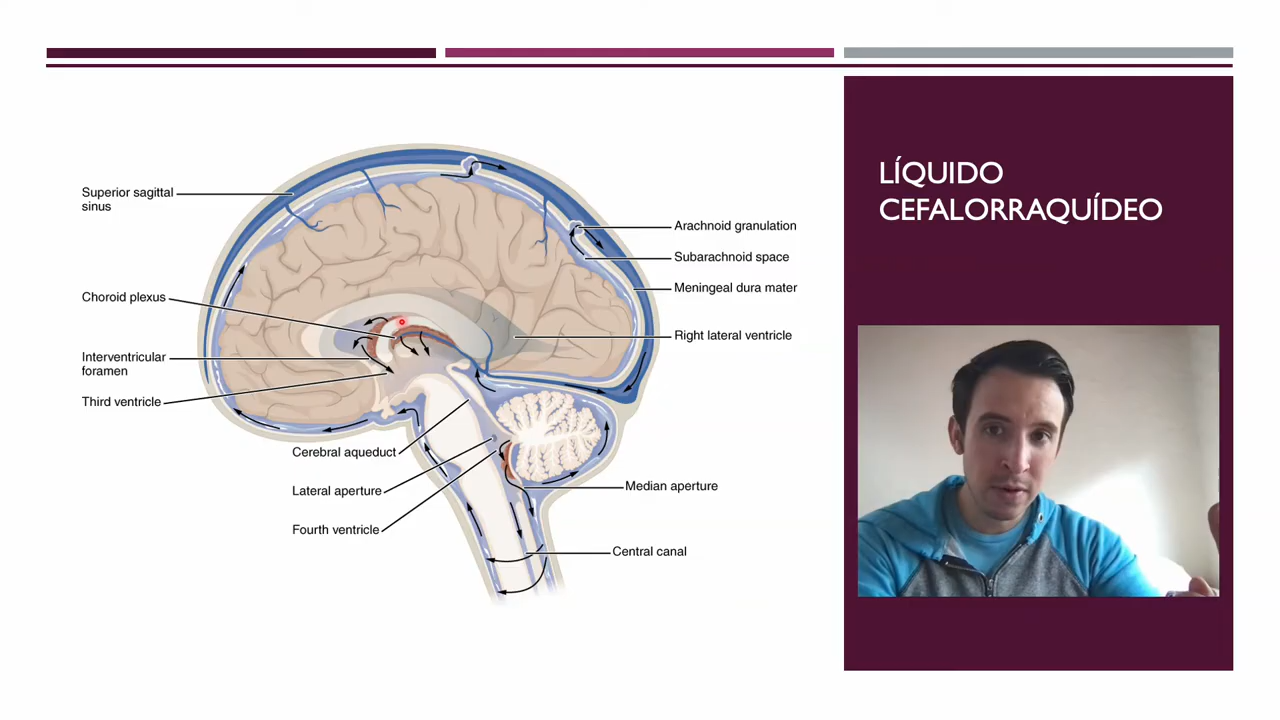 LÍQUIDO
CEFALORRAQUÍDEO
Superior sagittal
sinus
Choroid plexus
Interventricular
foramen
Third ventricle
Cerebral aqueduct
Lateral aperture
Fourth ventricle
Arachnoid granulation
Subarachnoid space
Meningeal dura mater
Right lateral ventricle
Median aperture
Central canal